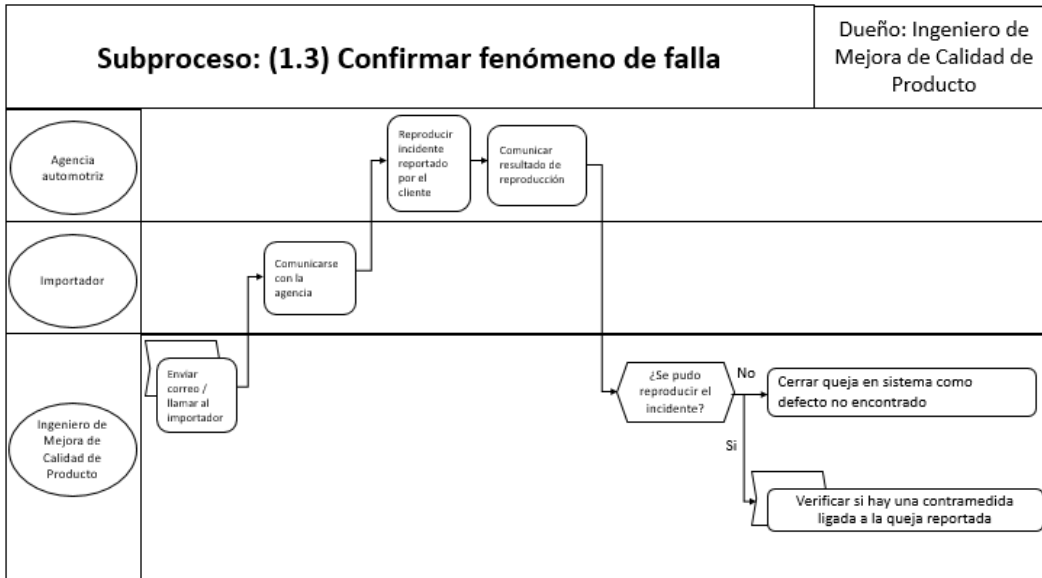 Subproceso: (1.3) Confirmar fenómeno de falla
Dueño: Ingeniero de
Mejora de Calidad de
Producto
Agencia
automotriz
Reproducir
incidente
reportado
por el
cliente
Comunicar
resultado de
reproducción
Importador
Comunicarse
con la
agencia
Ingeniero de
Mejora de
Calidad de
Producto
Enviar
correo /
llamar al
importador
¿Se pudo
reproducir el
incidente?
No
Cerrar queja en sistema como
defecto no encontrado
Si
Verificar si hay una contramedida
ligada a la queja reportada